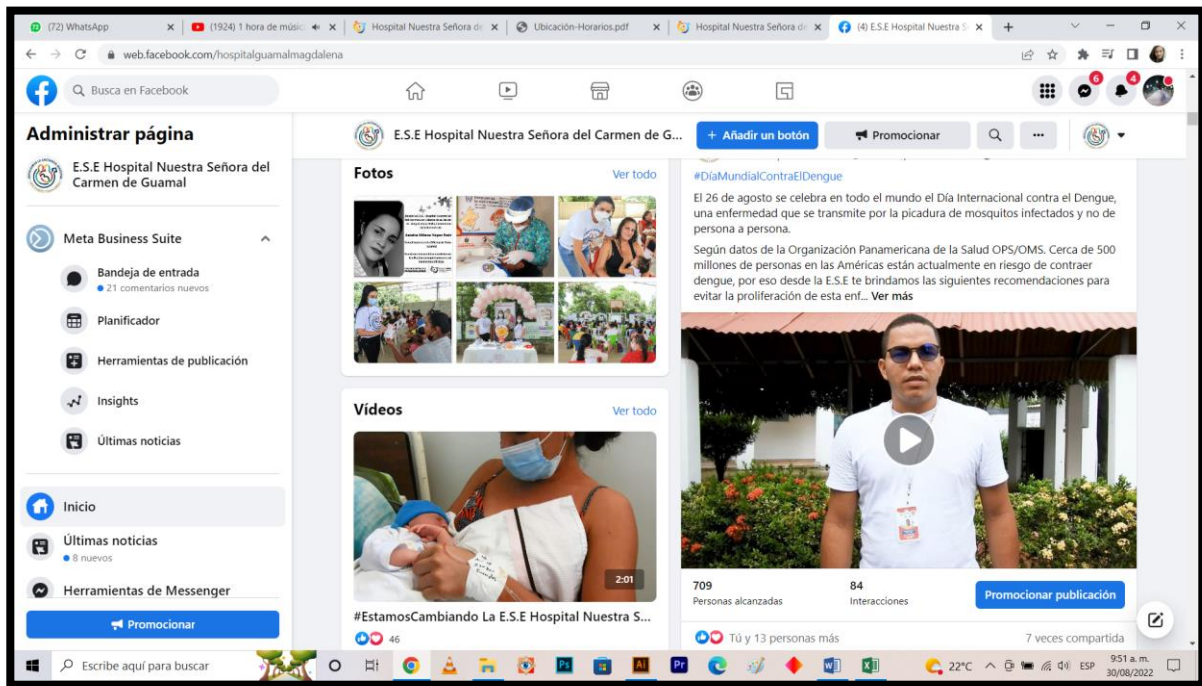 (72) WhatsApp
(1924) 1 hora de músic
Hospital Nuestra Señora de
Ubicación-Horarios.pdf
Hospital Nuestra Señora de
(4) E.S.E Hospital Nuestra S
web.facebook.com/hospitalguamalmagdalena
Busca en Facebook
6
4
Administrar página
E.S.E Hospital Nuestra Señora del
Carmen de Guamal
Meta Business Suite
Bandeja de entrada
21 comentarios nuevos
Planificador
Herramientas de publicación
Insights
Últimas noticias
Inicio
Últimas noticias
8 nuevos
Herramientas de Messenger
Promocionar
E.S.E Hospital Nuestra Señora del Carmen de G...
+ Añadir un botón
Promocionar
Fotos
Ver todo
Vídeos
Ver todo
2:01
#EstamosCambiando La E.S.E Hospital Nuestra S...
46
#DíaMundialContraElDengue
El 26 de agosto se celebra en todo el mundo el Día Internacional contra el Dengue,
una enfermedad que se transmite por la picadura de mosquitos infectados y no de
persona a persona.
Según datos de la Organización Panamericana de la Salud OPS/OMS. Cerca de 500
millones de personas en las Américas están actualmente en riesgo de contraer
dengue, por eso desde la E.S.E te brindamos las siguientes recomendaciones para
evitar la proliferación de esta enf... Ver más
709
Personas alcanzadas
84
Interacciones
Promocionar publicación
Tú y 13 personas más
7 veces compartida
Escribe aquí para buscar
Ps
Ai
Pr
22°C
ESP
9:51 a. m.
30/08/2022